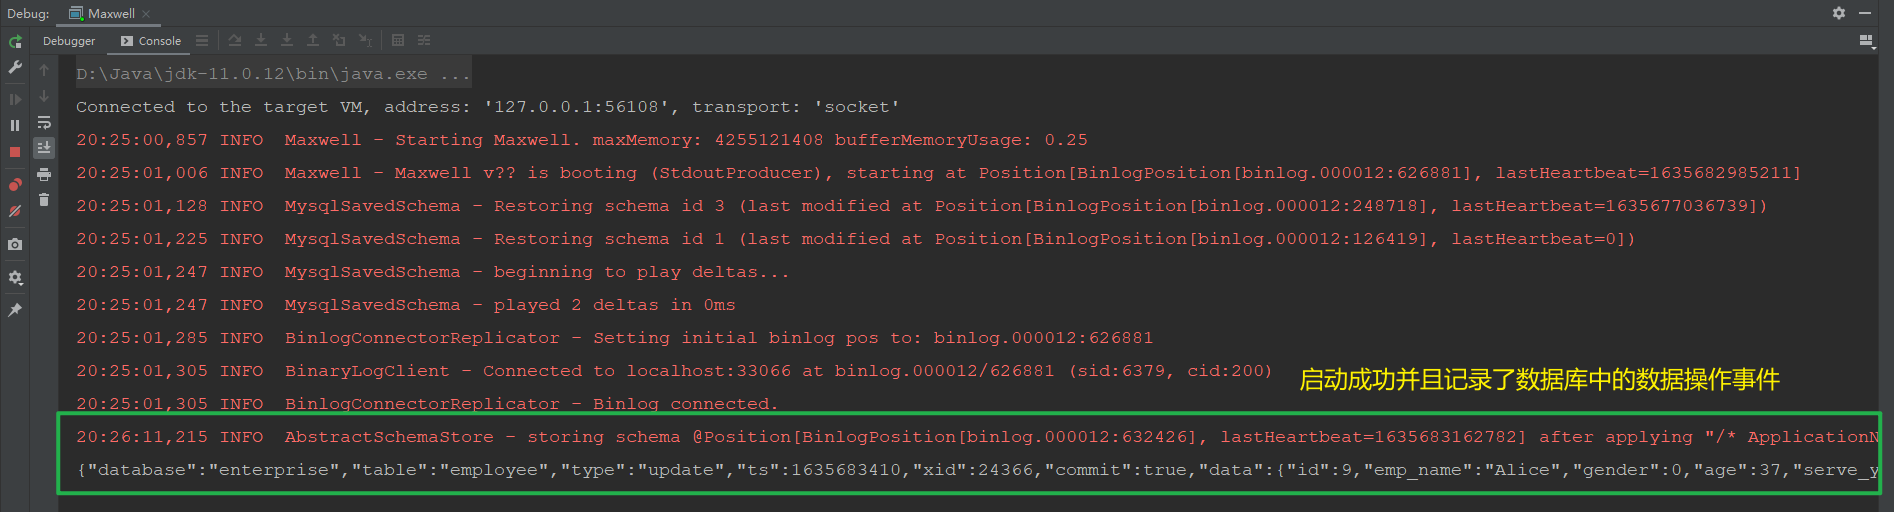 Debug: Maxwell
Debugger Console
D:\Java\jdk-11.0.12\bin\java.exe ...
Connected to the target VM, address: '127.0.0.1:56108', transport: 'socket'
20:25:00,857 INFO  Maxwell - Starting Maxwell. maxMemory: 4255121408 bufferMemoryUsage: 0.25
20:25:01,006 INFO  Maxwell - Maxwell v?? is booting (StdoutProducer), starting at Position[BinlogPosition[binlog.000012:626881], lastHeartbeat=1635682985211]
20:25:01,128 INFO  MysqlSavedSchema - Restoring schema id 3 (last modified at Position[BinlogPosition[binlog.000012:248718], lastHeartbeat=1635677036739])
20:25:01,225 INFO  MysqlSavedSchema - Restoring schema id 1 (last modified at Position[BinlogPosition[binlog.000012:126419], lastHeartbeat=0])
20:25:01,247 INFO  MysqlSavedSchema - beginning to play deltas...
20:25:01,247 INFO  MysqlSavedSchema - played 2 deltas in 0ms
20:25:01,285 INFO  BinlogConnectorReplicator - Setting initial binlog pos to: binlog.000012:626881
20:25:01,305 INFO  BinaryLogClient - Connected to localhost:33066 at binlog.000012/626881 (sid:6379, cid:200)
启动成功并且记录了数据库中的数据操作事件
20:25:01,305 INFO  BinlogConnectorReplicator - Binlog connected.
20:26:11,215 INFO  AbstractSchemaStore - storing schema @Position[BinlogPosition[binlog.000012:632426], lastHeartbeat=1635683162782] after applying "/* ApplicationN
{"database":"enterprise","table":"employee","type":"update","ts":1635683410,"xid":24366,"commit":true,"data":{"id":9,"emp_name":"Alice","gender":0,"age":37,"serve_y